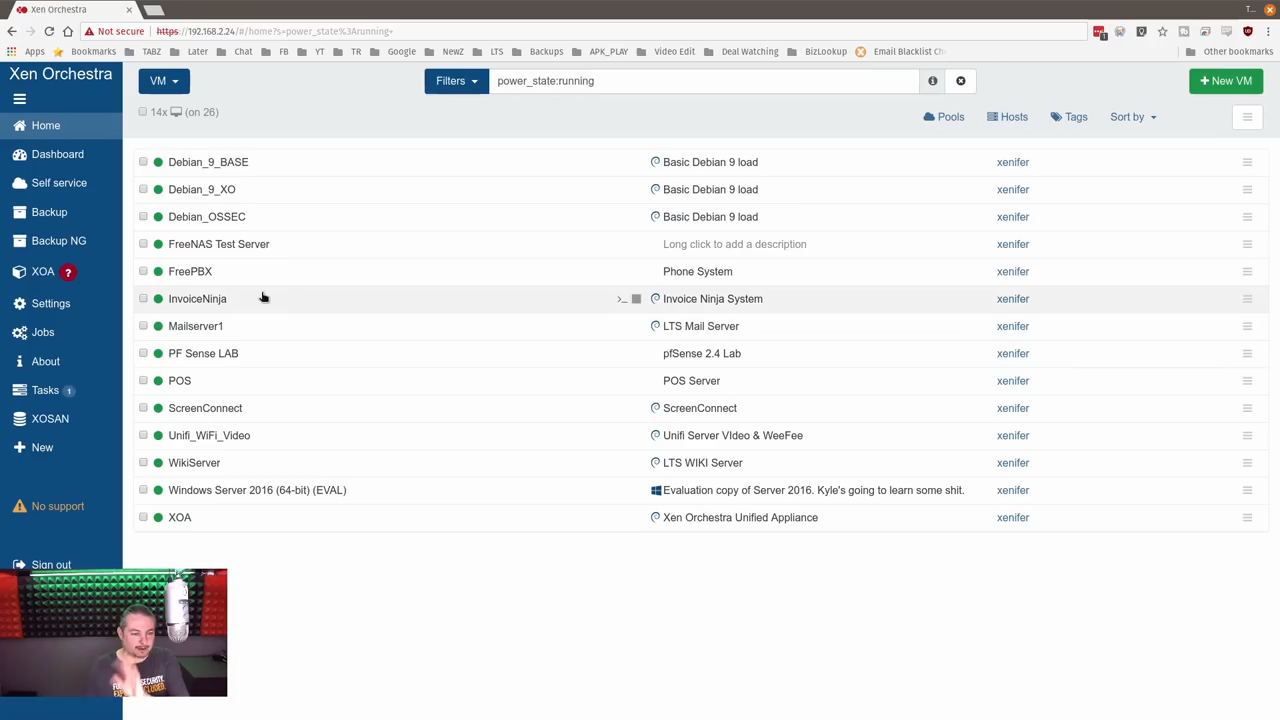 Xen Orchestra
T...
Not secure https://192.168.2.24/#/home?s=power_state%3Arunning+
Apps Bookmarks TABZ Later Chat FB YT TR Google NewZ LTS Backups APK_PLAY Video Edit Deal Watching BizLookup Email Blacklist Che Other bookmarks
Xen Orchestra
VM
Filters
power_state:running
New VM
14x (on 26)
Pools Hosts Tags Sort by
Home
Dashboard
Self service
Backup
Backup NG
XOA ?
Settings
Jobs
About
Tasks 1
XOSAN
New
No support
Sign out
Debian_9_BASE Basic Debian 9 load xenifer
Debian_9_XO Basic Debian 9 load xenifer
Debian_OSSEC Basic Debian 9 load xenifer
FreeNAS Test Server Long click to add a description xenifer
FreePBX Phone System xenifer
InvoiceNinja >_ Invoice Ninja System xenifer
Mailserver1 LTS Mail Server xenifer
PF Sense LAB pfSense 2.4 Lab xenifer
POS POS Server xenifer
ScreenConnect ScreenConnect xenifer
Unifi_WiFi_Video Unifi Server VIdeo & WeeFee xenifer
WikiServer LTS WIKI Server xenifer
Windows Server 2016 (64-bit) (EVAL) Evaluation copy of Server 2016. Kyle's going to learn some shit. xenifer
XOA Xen Orchestra Unified Appliance xenifer